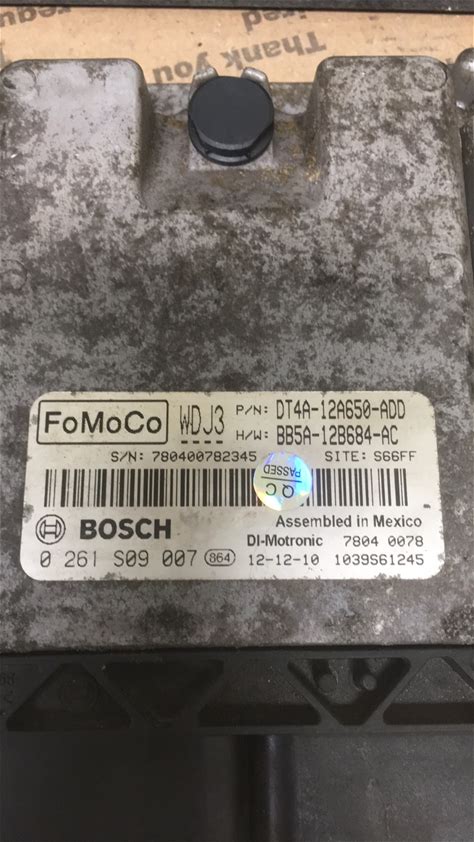 Thank you
FoMoCo WDJ3 P/N: DT4A-12A650-ADD
H/W: BB5A-12B684-AC
S/N: 780400782345 SITE: S66FF
QC PASSED
BOSCH Assembled in Mexico
DI-Motronic 7804 0078
0 261 S09 007 864 12-12-10 1039S61245